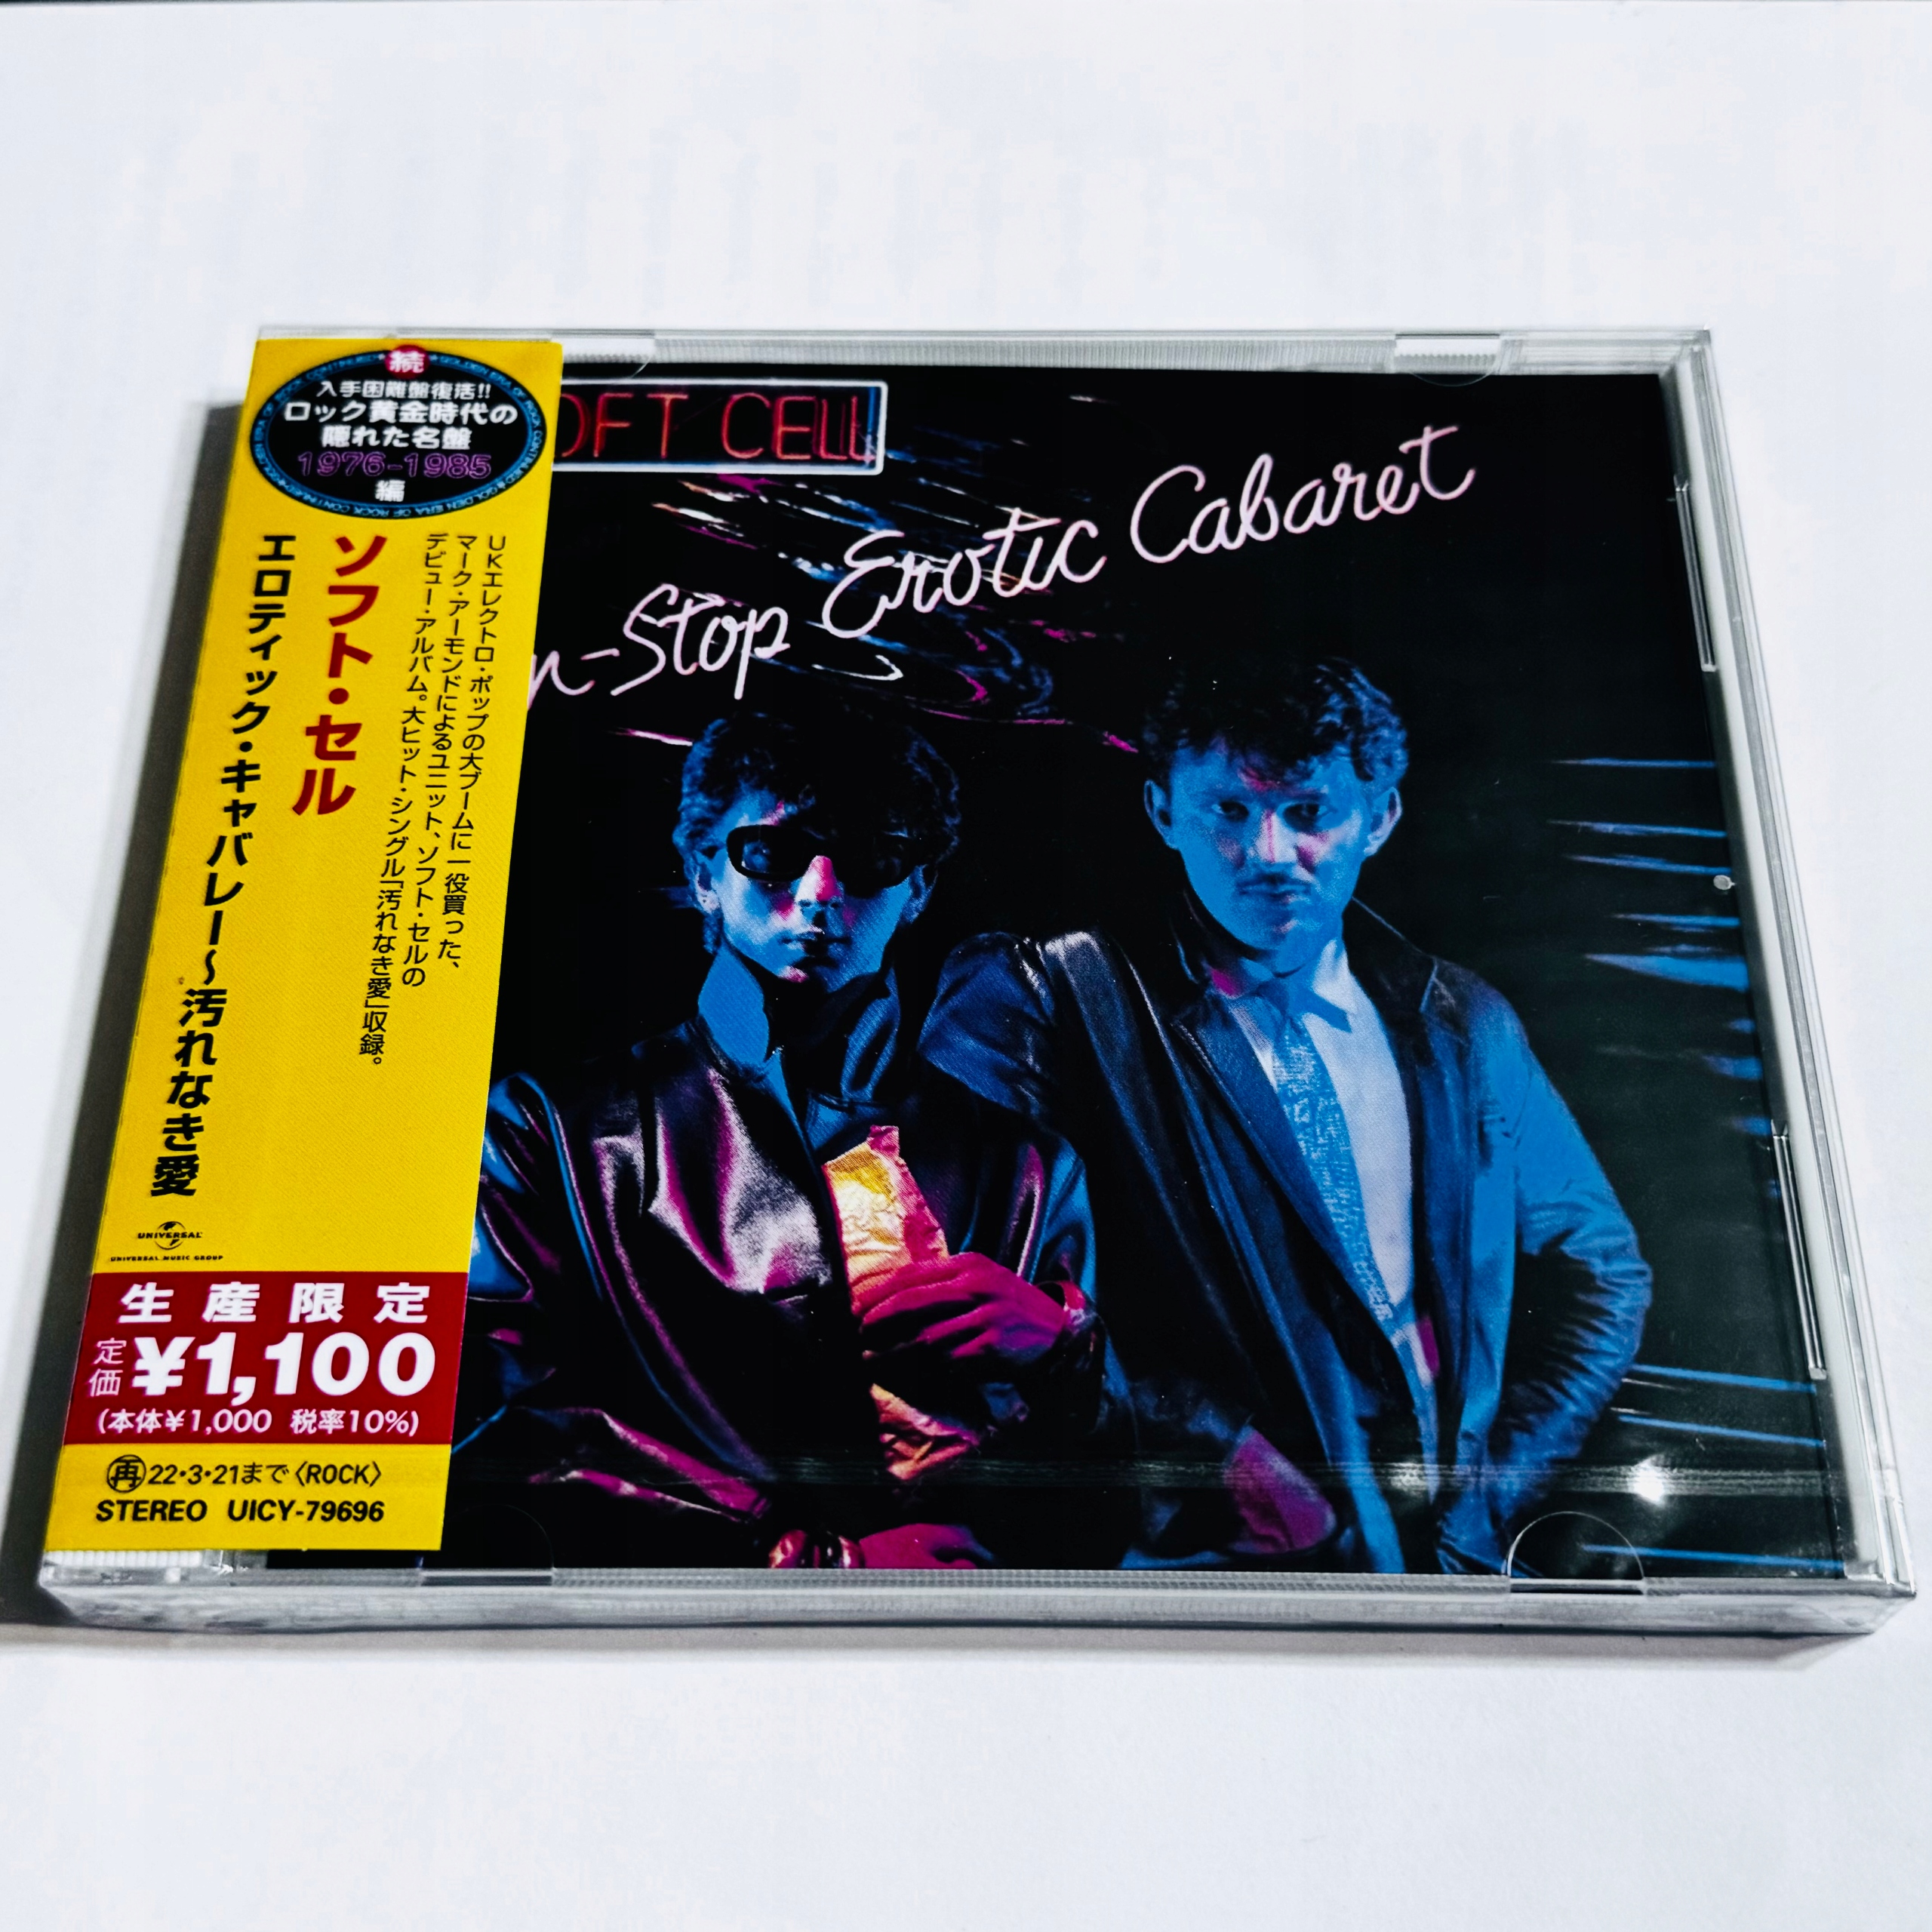 続
入手困難盤復活!!
ロック黄金時代の
隠れた名盤
1976-1985
編
UKエレクトロ・ポップの大ブームに一役買った、
マーク・アーモンドによるユニット、ソフト・セルの
デビュー・アルバム。大ヒット・シングル「汚れなき愛」収録。
ソフト・セル
エロティック・キャバレー〜汚れなき愛
UNIVERSAL
UNIVERSAL MUSIC GROUP
生産限定
定価 ¥1,100
(本体¥1,000 税率10%)
再 22・3・21まで〈ROCK〉
STEREO UICY-79696
OFT CELL
n-Stop Erotic Cabaret